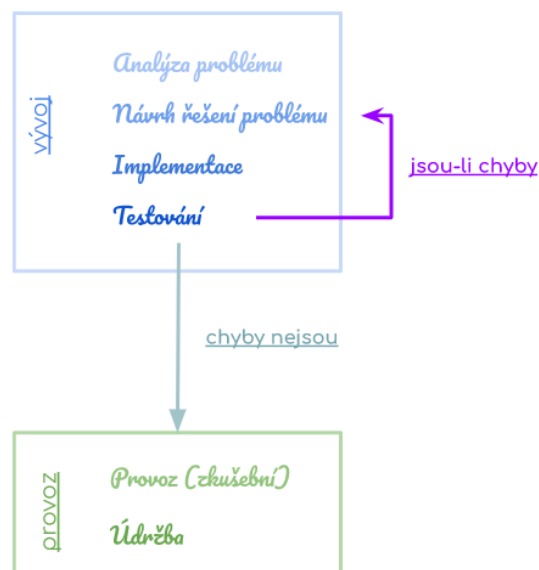 vývoj
Analýza problému
Návrh řešení problému
Implementace
Testování
jsou-li chyby
chyby nejsou
provoz
Provoz (zkušební)
Údržba